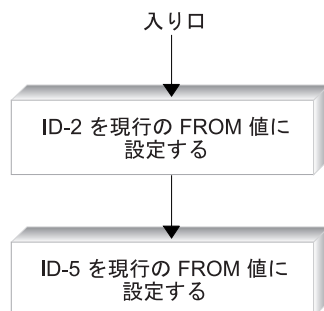 入り口
ID-2 を現行の FROM 値に
設定する
ID-5 を現行の FROM 値に
設定する